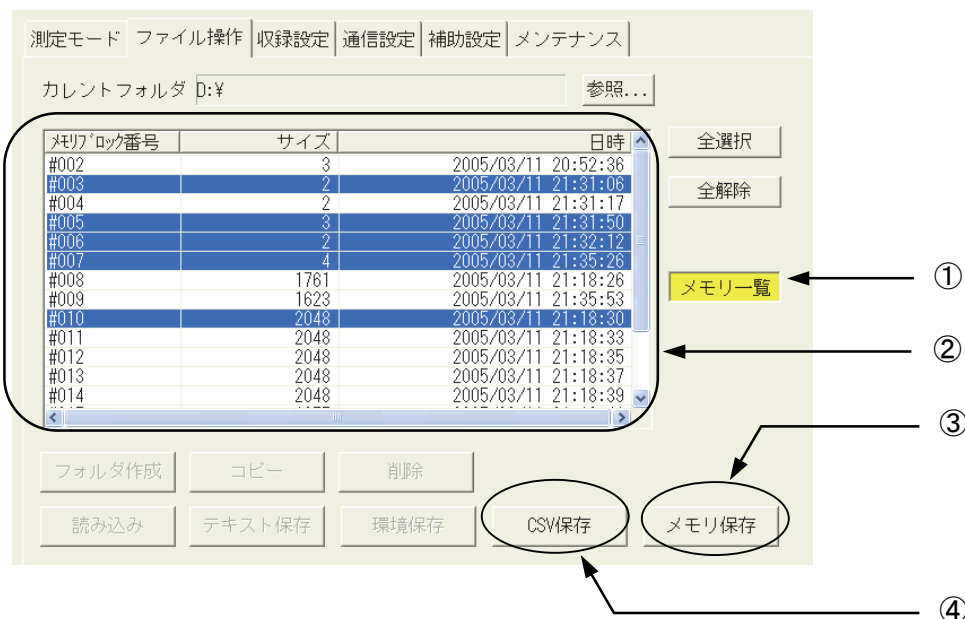 測定モード ファイル操作 収録設定 通信設定 補助設定 メンテナンス
カレントフォルダ D:¥ 参照...
ﾒﾓﾘﾌﾞﾛｯｸ番号 サイズ 日時 全選択
#002 3 2005/03/11 20:52:36
#003 2 2005/03/11 21:31:06 全解除
#004 2 2005/03/11 21:31:17
#005 3 2005/03/11 21:31:50
#006 2 2005/03/11 21:32:12
#007 4 2005/03/11 21:35:26
#008 1761 2005/03/11 21:18:26 メモリ一覧 ①
#009 1623 2005/03/11 21:35:53
#010 2048 2005/03/11 21:18:30
#011 2048 2005/03/11 21:18:33
#012 2048 2005/03/11 21:18:35 ②
#013 2048 2005/03/11 21:18:37
#014 2048 2005/03/11 21:18:39
③
フォルダ作成 コピー 削除
読み込み テキスト保存 環境保存 CSV保存 メモリ保存
④